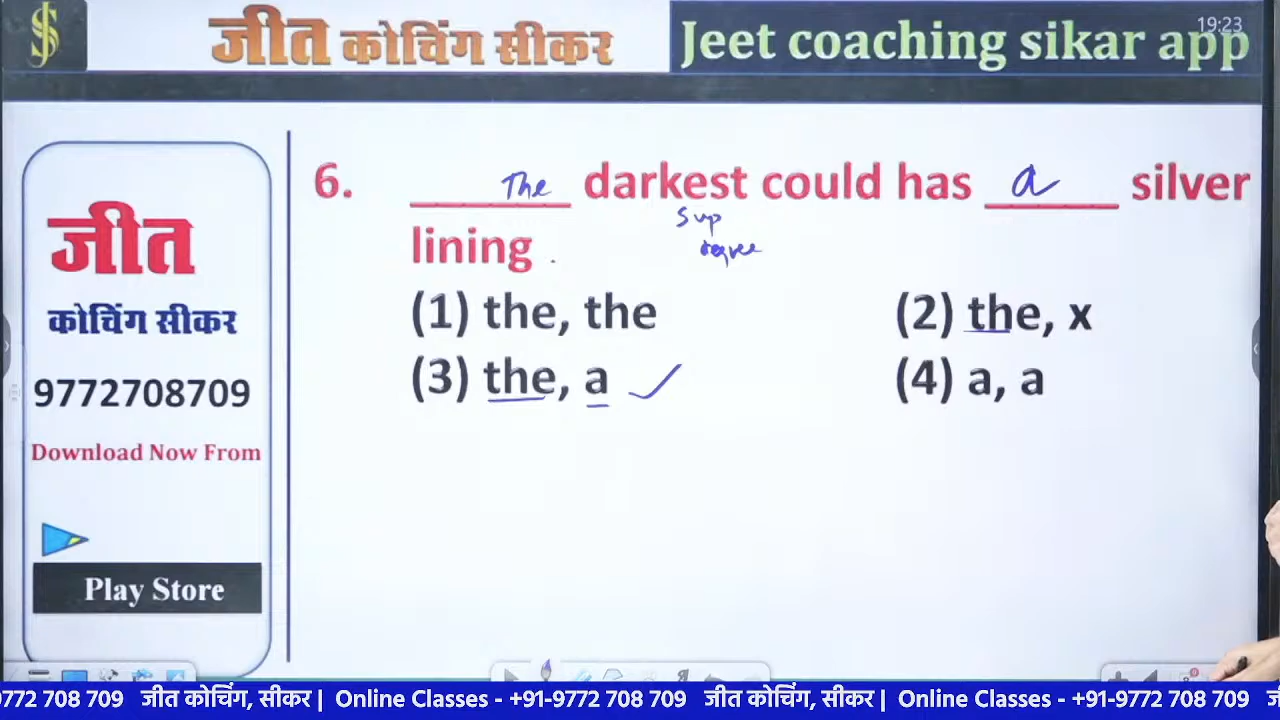 जीत कोचिंग सीकर
Jeet coaching sikar app
19:23
जीत
कोचिंग सीकर
9772708709
Download Now From
Play Store
6. The darkest could has a silver
sup
degree
lining .
(1) the, the
(2) the, x
(3) the, a
(4) a, a
9772 708 709 जीत कोचिंग, सीकर | Online Classes - +91-9772 708 709 जीत कोचिंग, सीकर | Online Classes - +91-9772 708 709